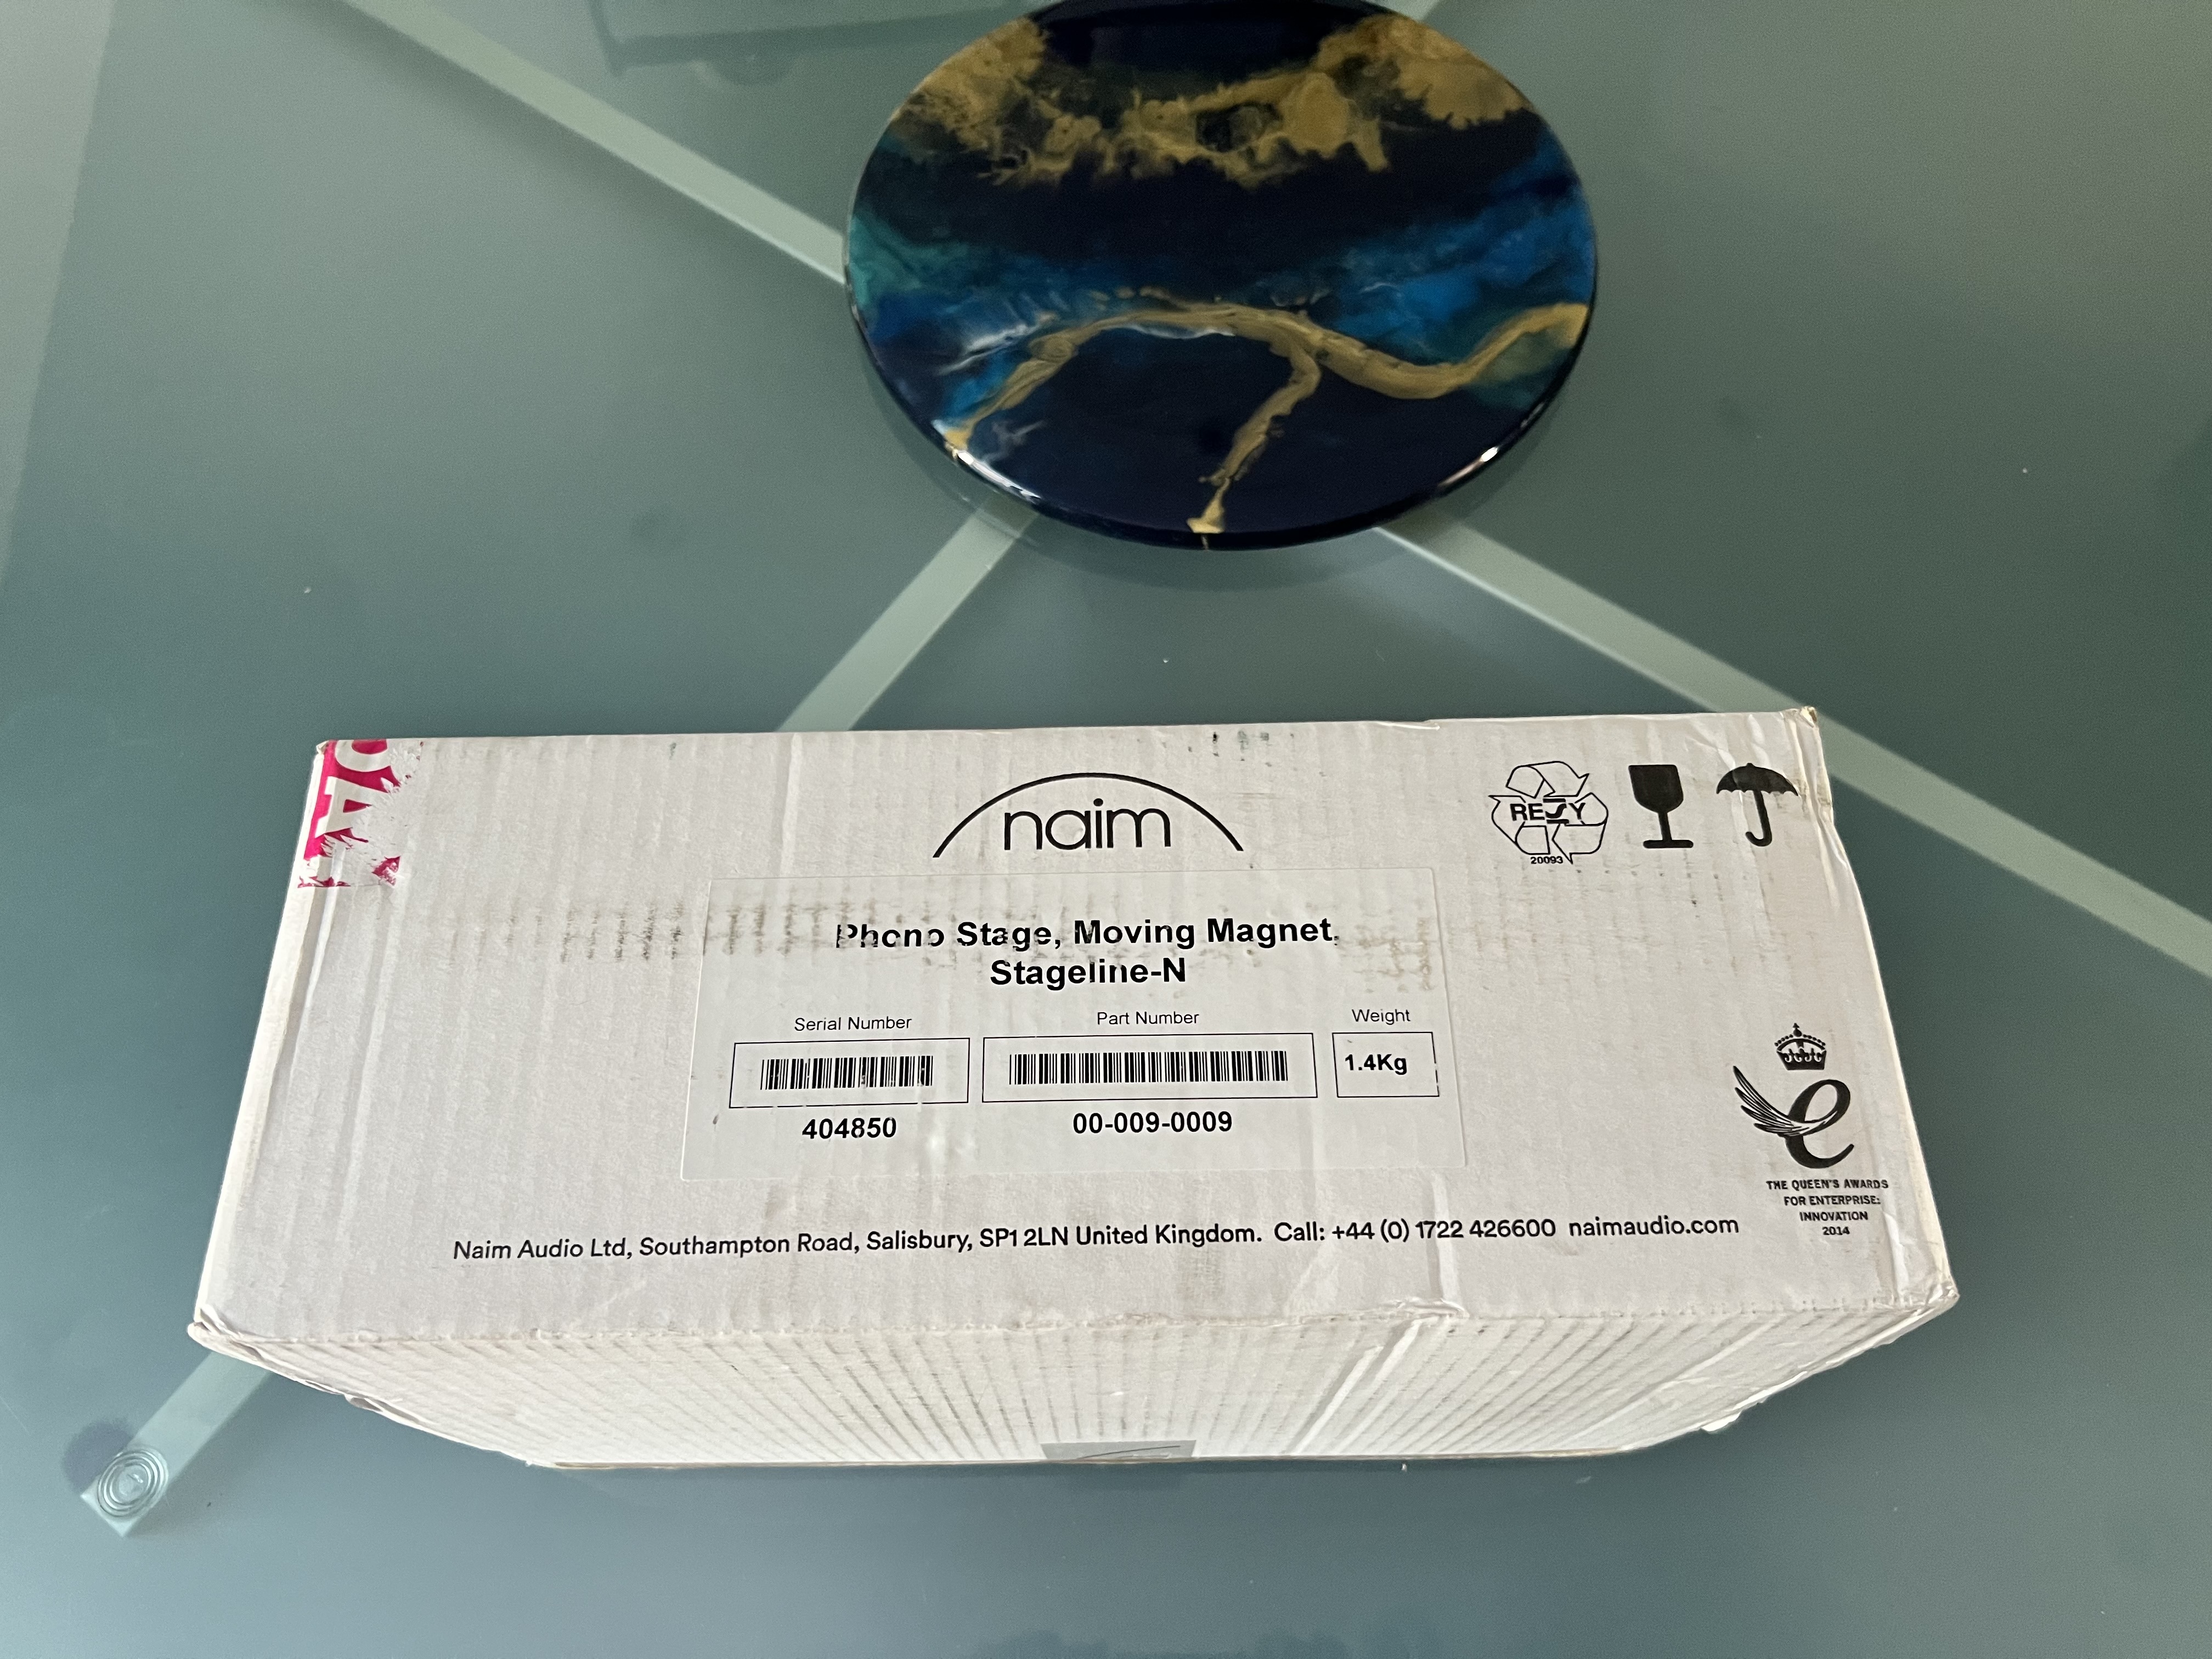 naim
RESY
20093
Phono Stage, Moving Magnet,
Stageline-N
Serial Number Part Number Weight
1.4Kg
404850 00-009-0009
THE QUEEN'S AWARDS
FOR ENTERPRISE:
INNOVATION
2014
Naim Audio Ltd, Southampton Road, Salisbury, SP1 2LN United Kingdom. Call: +44 (0) 1722 426600 naimaudio.com